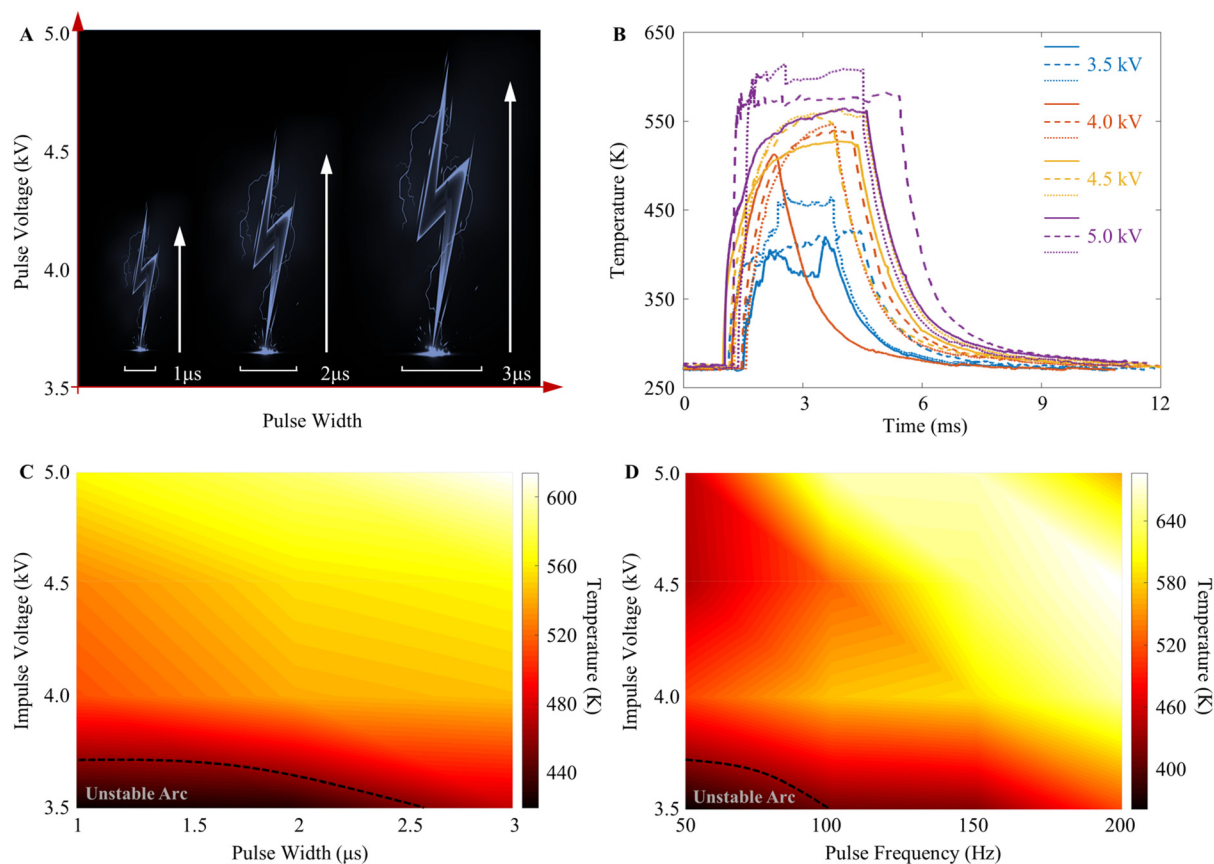 A
5.0
4.5
4.0
3.5
Pulse Voltage (kV)
1μs
2μs
3μs
Pulse Width
B
650
550
450
350
250
Temperature (K)
3.5 kV
4.0 kV
4.5 kV
5.0 kV
0 3 6 9 12
Time (ms)
C
5.0
4.5
4.0
3.5
Impulse Voltage (kV)
Unstable Arc
1 1.5 2 2.5 3
Pulse Width (μs)
600
560
520
480
440
Temperature (K)
D
5.0
4.5
4.0
3.5
Impulse Voltage (kV)
Unstable Arc
50 100 150 200
Pulse Frequency (Hz)
640
580
520
460
400
Temperature (K)